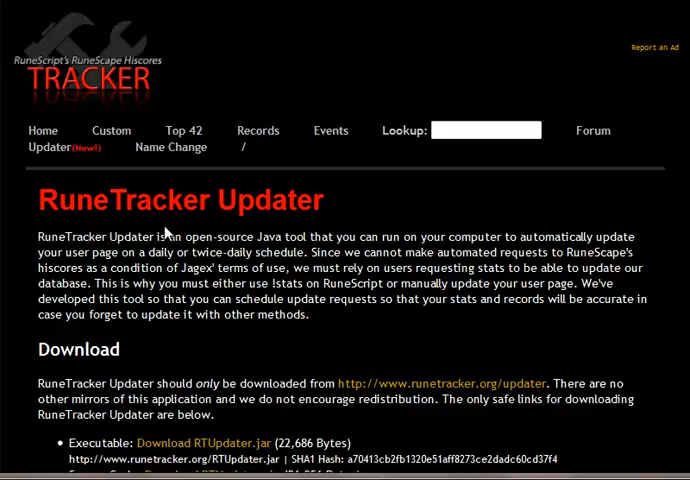 RuneScript's RuneScape Hiscores
TRACKER
Report an Ad
Home Custom Top 42 Records Events Lookup: Forum
Updater(New!) Name Change /
RuneTracker Updater
RuneTracker Updater is an open-source Java tool that you can run on your computer to automatically update
your user page on a daily or twice-daily schedule. Since we cannot make automated requests to RuneScape's
hiscores as a condition of Jagex' terms of use, we must rely on users requesting stats to be able to update our
database. This is why you must either use !stats on RuneScript or manually update your user page. We've
developed this tool so that you can schedule update requests so that your stats and records will be accurate in
case you forget to update it with other methods.
Download
RuneTracker Updater should only be downloaded from http://www.runetracker.org/updater. There are no
other mirrors of this application and we do not encourage redistribution. The only safe links for downloading
RuneTracker Updater are below.
• Executable: Download RTUpdater.jar (22,686 Bytes)
http://www.runetracker.org/RTUpdater.jar | SHA1 Hash: a70413cb2fb1320e51aff8273ce2dadc60cd37f4